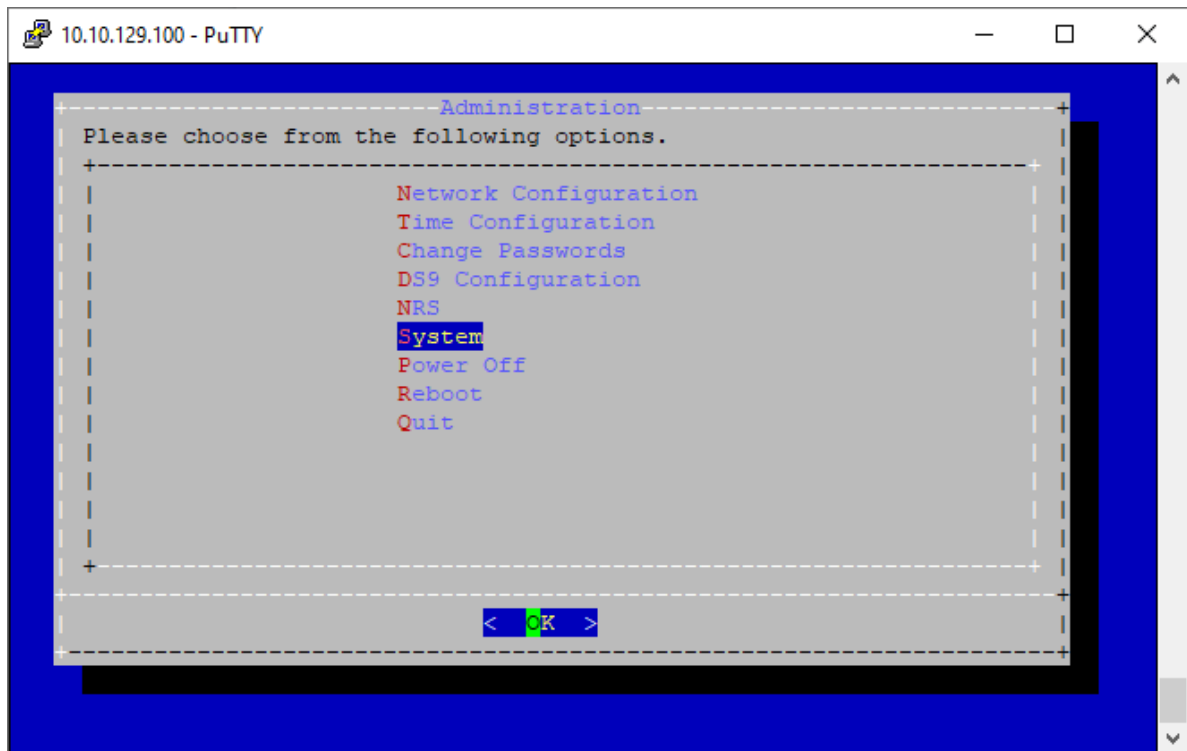 10.10.129.100 - PuTTY
Administration
Please choose from the following options.
Network Configuration
Time Configuration
Change Passwords
DS9 Configuration
NRS
System
Power Off
Reboot
Quit
< OK >